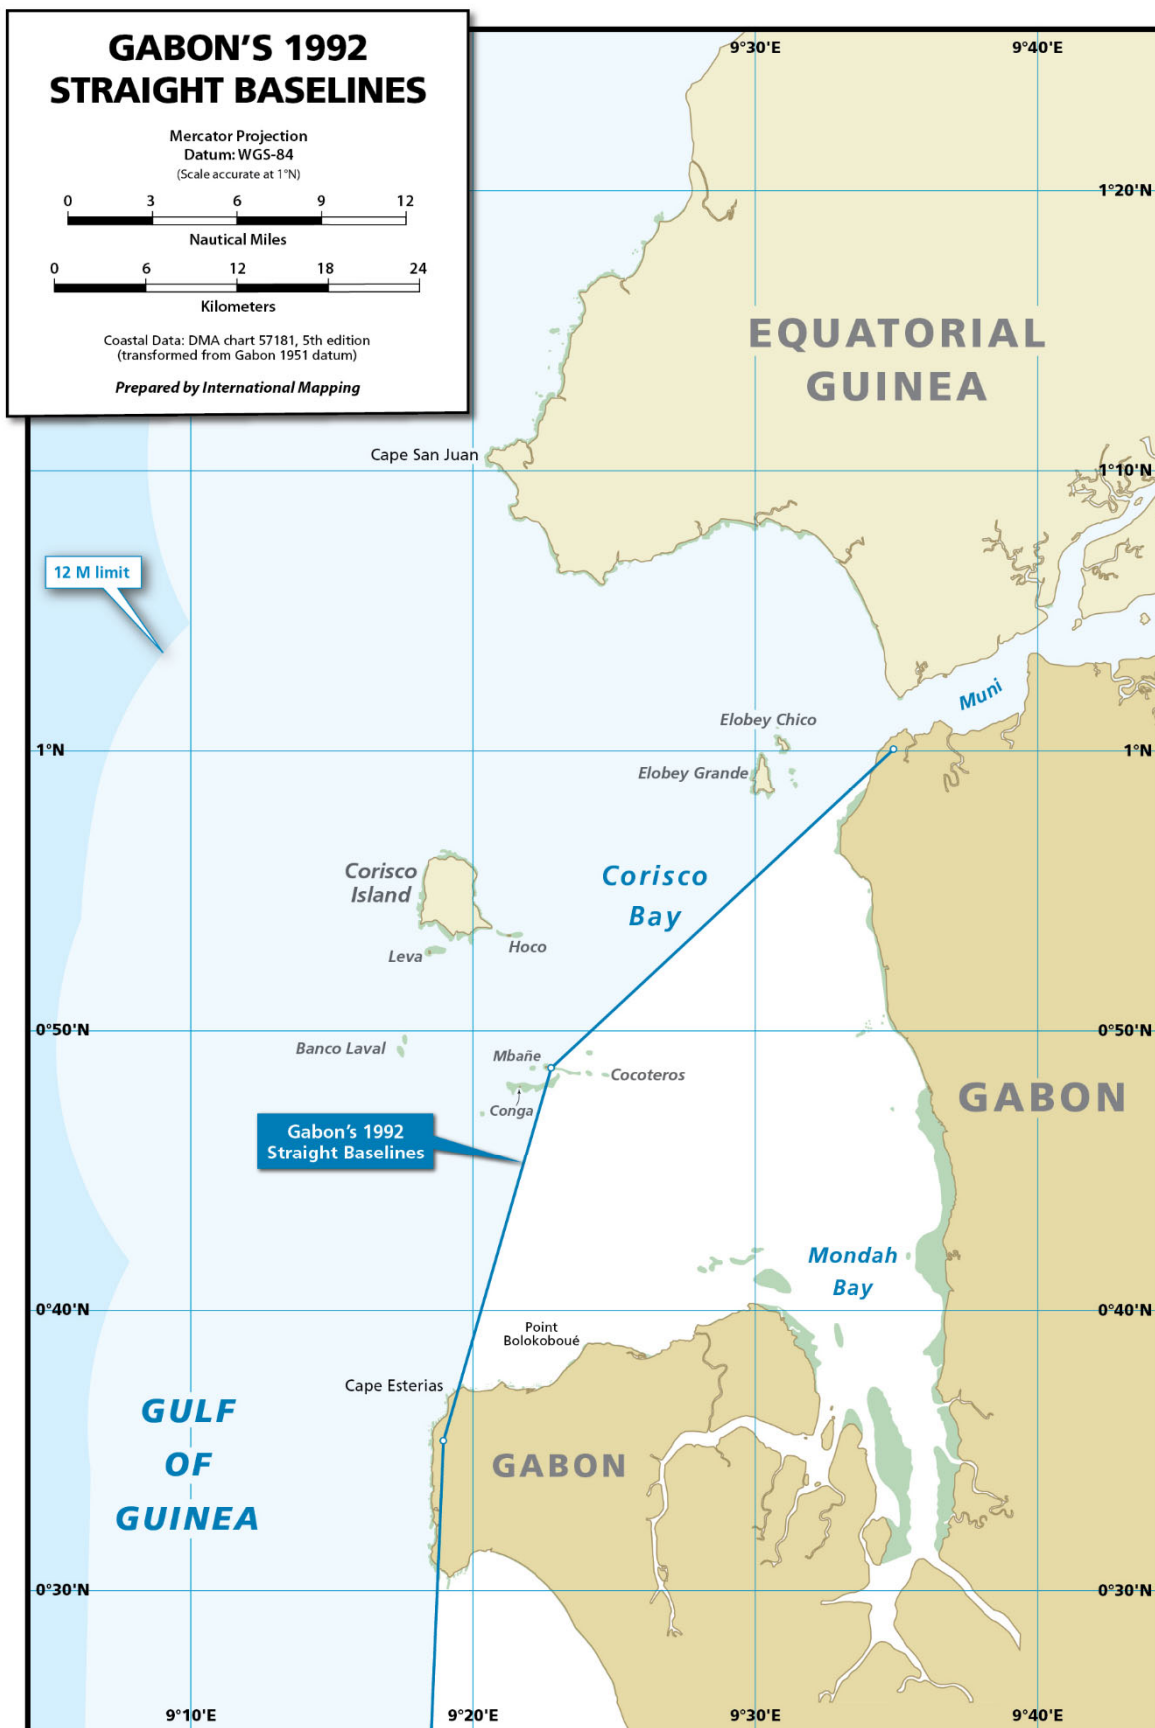 GABON'S 1992
STRAIGHT BASELINES
Mercator Projection
Datum: WGS-84
(Scale accurate at 1°N)
0 3 6 9 12
Nautical Miles
0 6 12 18 24
Kilometers
Coastal Data: DMA chart 57181, 5th edition
(transformed from Gabon 1951 datum)
Prepared by International Mapping
9°30'E 9°40'E
1°20'N
EQUATORIAL
GUINEA
Cape San Juan
1°10'N
12 M limit
Muni
Elobey Chico
1°N 1°N
Elobey Grande
Corisco
Island
Corisco
Bay
Hoco
Leva
0°50'N 0°50'N
Banco Laval
Mbañe
Cocoteros
Conga
GABON
Gabon's 1992
Straight Baselines
Mondah
Bay
0°40'N 0°40'N
Point
Bolokoboué
Cape Esterias
GULF
OF
GUINEA
GABON
0°30'N 0°30'N
9°10'E 9°20'E 9°30'E 9°40'E